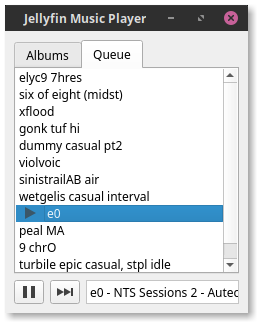 Jellyfin Music Player
Albums
Queue
elyc9 7hres
six of eight (midst)
xflood
gonk tuf hi
dummy casual pt2
violvoic
sinistrailAB air
wetgelis casual interval
e0
peal MA
9 chr0
turbile epic casual, stpl idle
e0 - NTS Sessions 2 - Autec